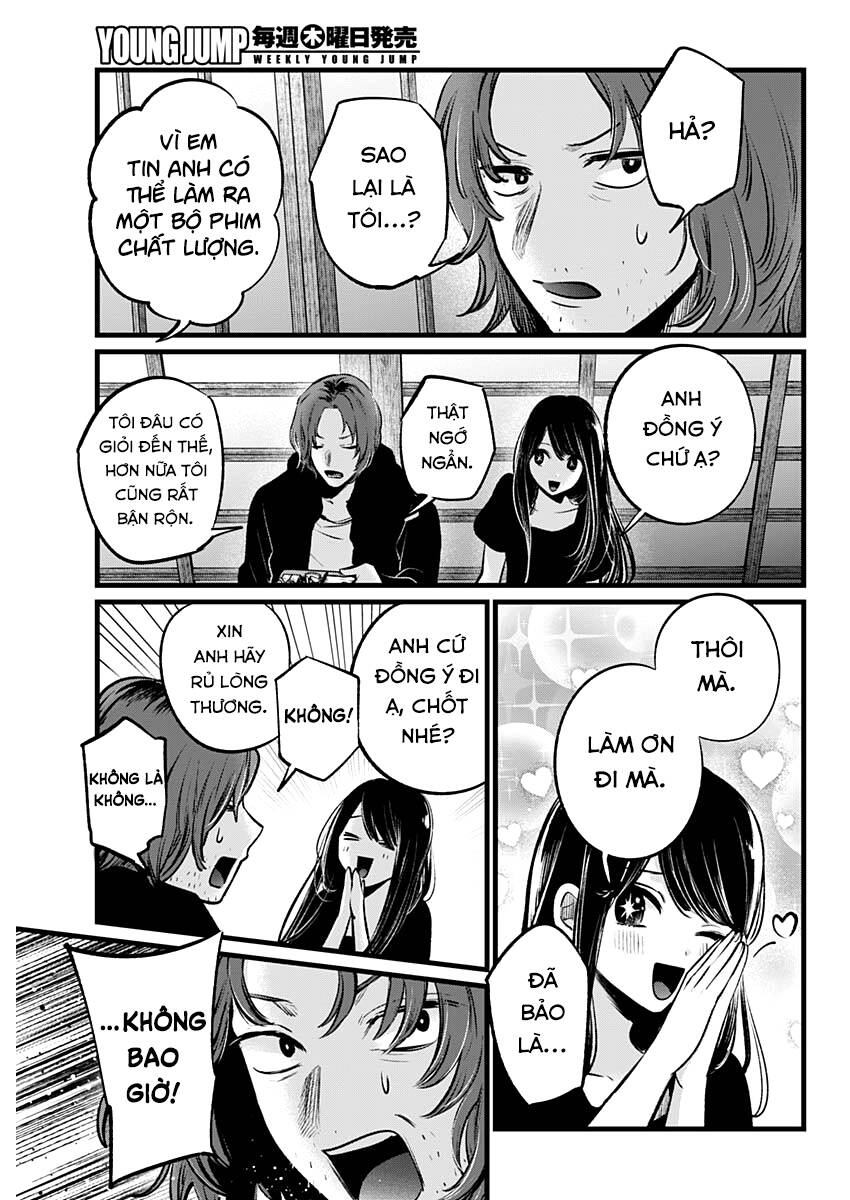 YOUNG JUMP 毎週木曜日発売
WEEKLY YOUNG JUMP
HẢ?
SAO
LẠI LÀ
TÔI...?
VÌ EM
TIN ANH CÓ
THỂ LÀM RA
MỘT BỘ PHIM
CHẤT LƯỢNG.
ANH
ĐỒNG Ý
CHỨ Ạ?
THẬT
NGỚ
NGẨN.
TÔI ĐÂU CÓ
GIỎI ĐẾN THẾ,
HƠN NỮA TÔI
CŨNG RẤT
BẬN RỘN.
THÔI
MÀ.
LÀM ƠN
ĐI MÀ.
ANH CỨ
ĐỒNG Ý ĐI
Ạ, CHỐT
NHÉ?
KHÔNG!
XIN
ANH HÃY
RỦ LÒNG
THƯƠNG.
KHÔNG LÀ
KHÔNG...
ĐÃ
BẢO
LÀ...
...KHÔNG
BAO
GIỜ!